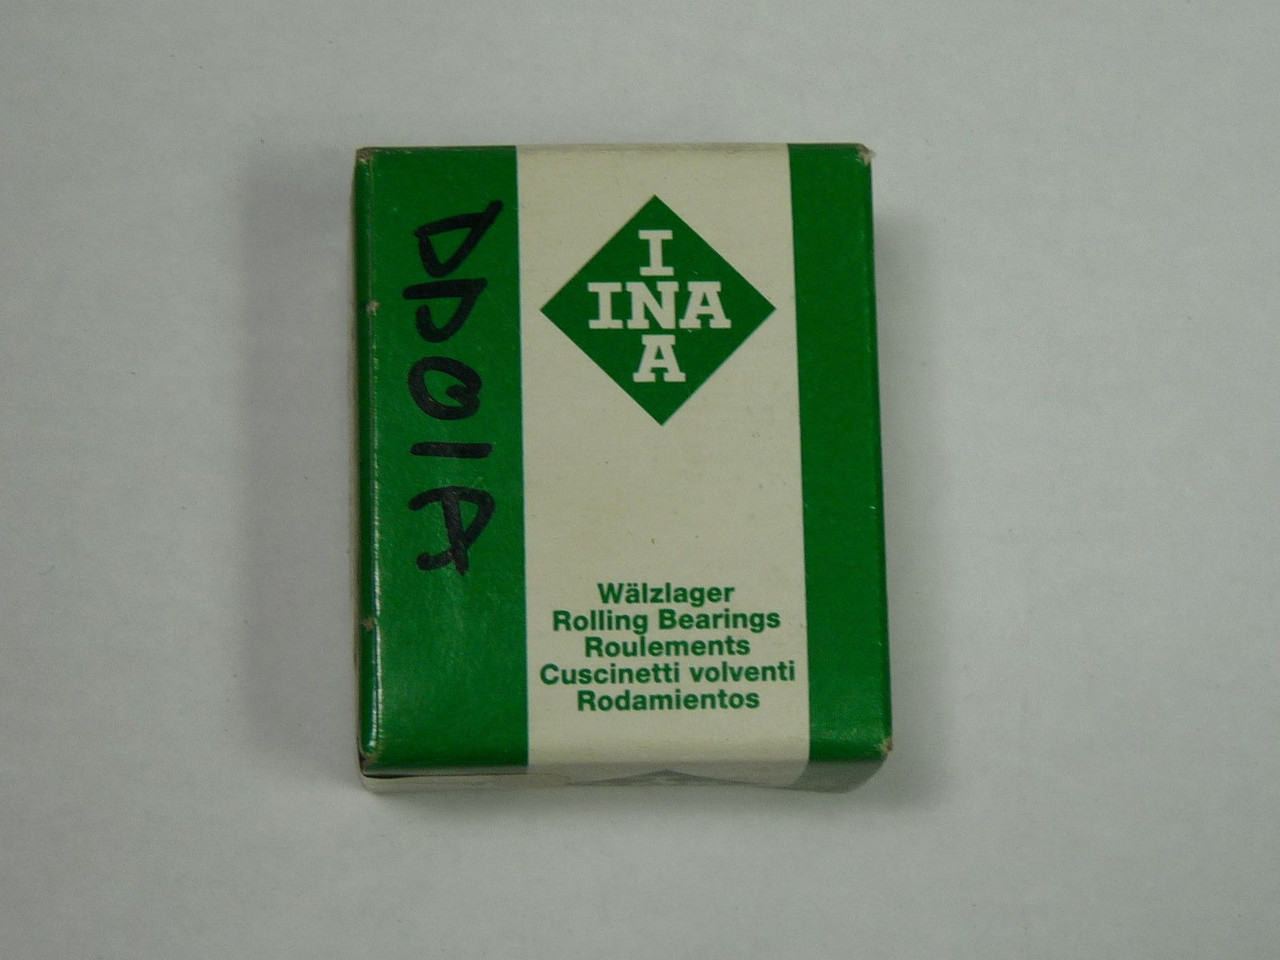 I
INA
A
Wälzlager
Rolling Bearings
Roulements
Cuscinetti volventi
Rodamientos